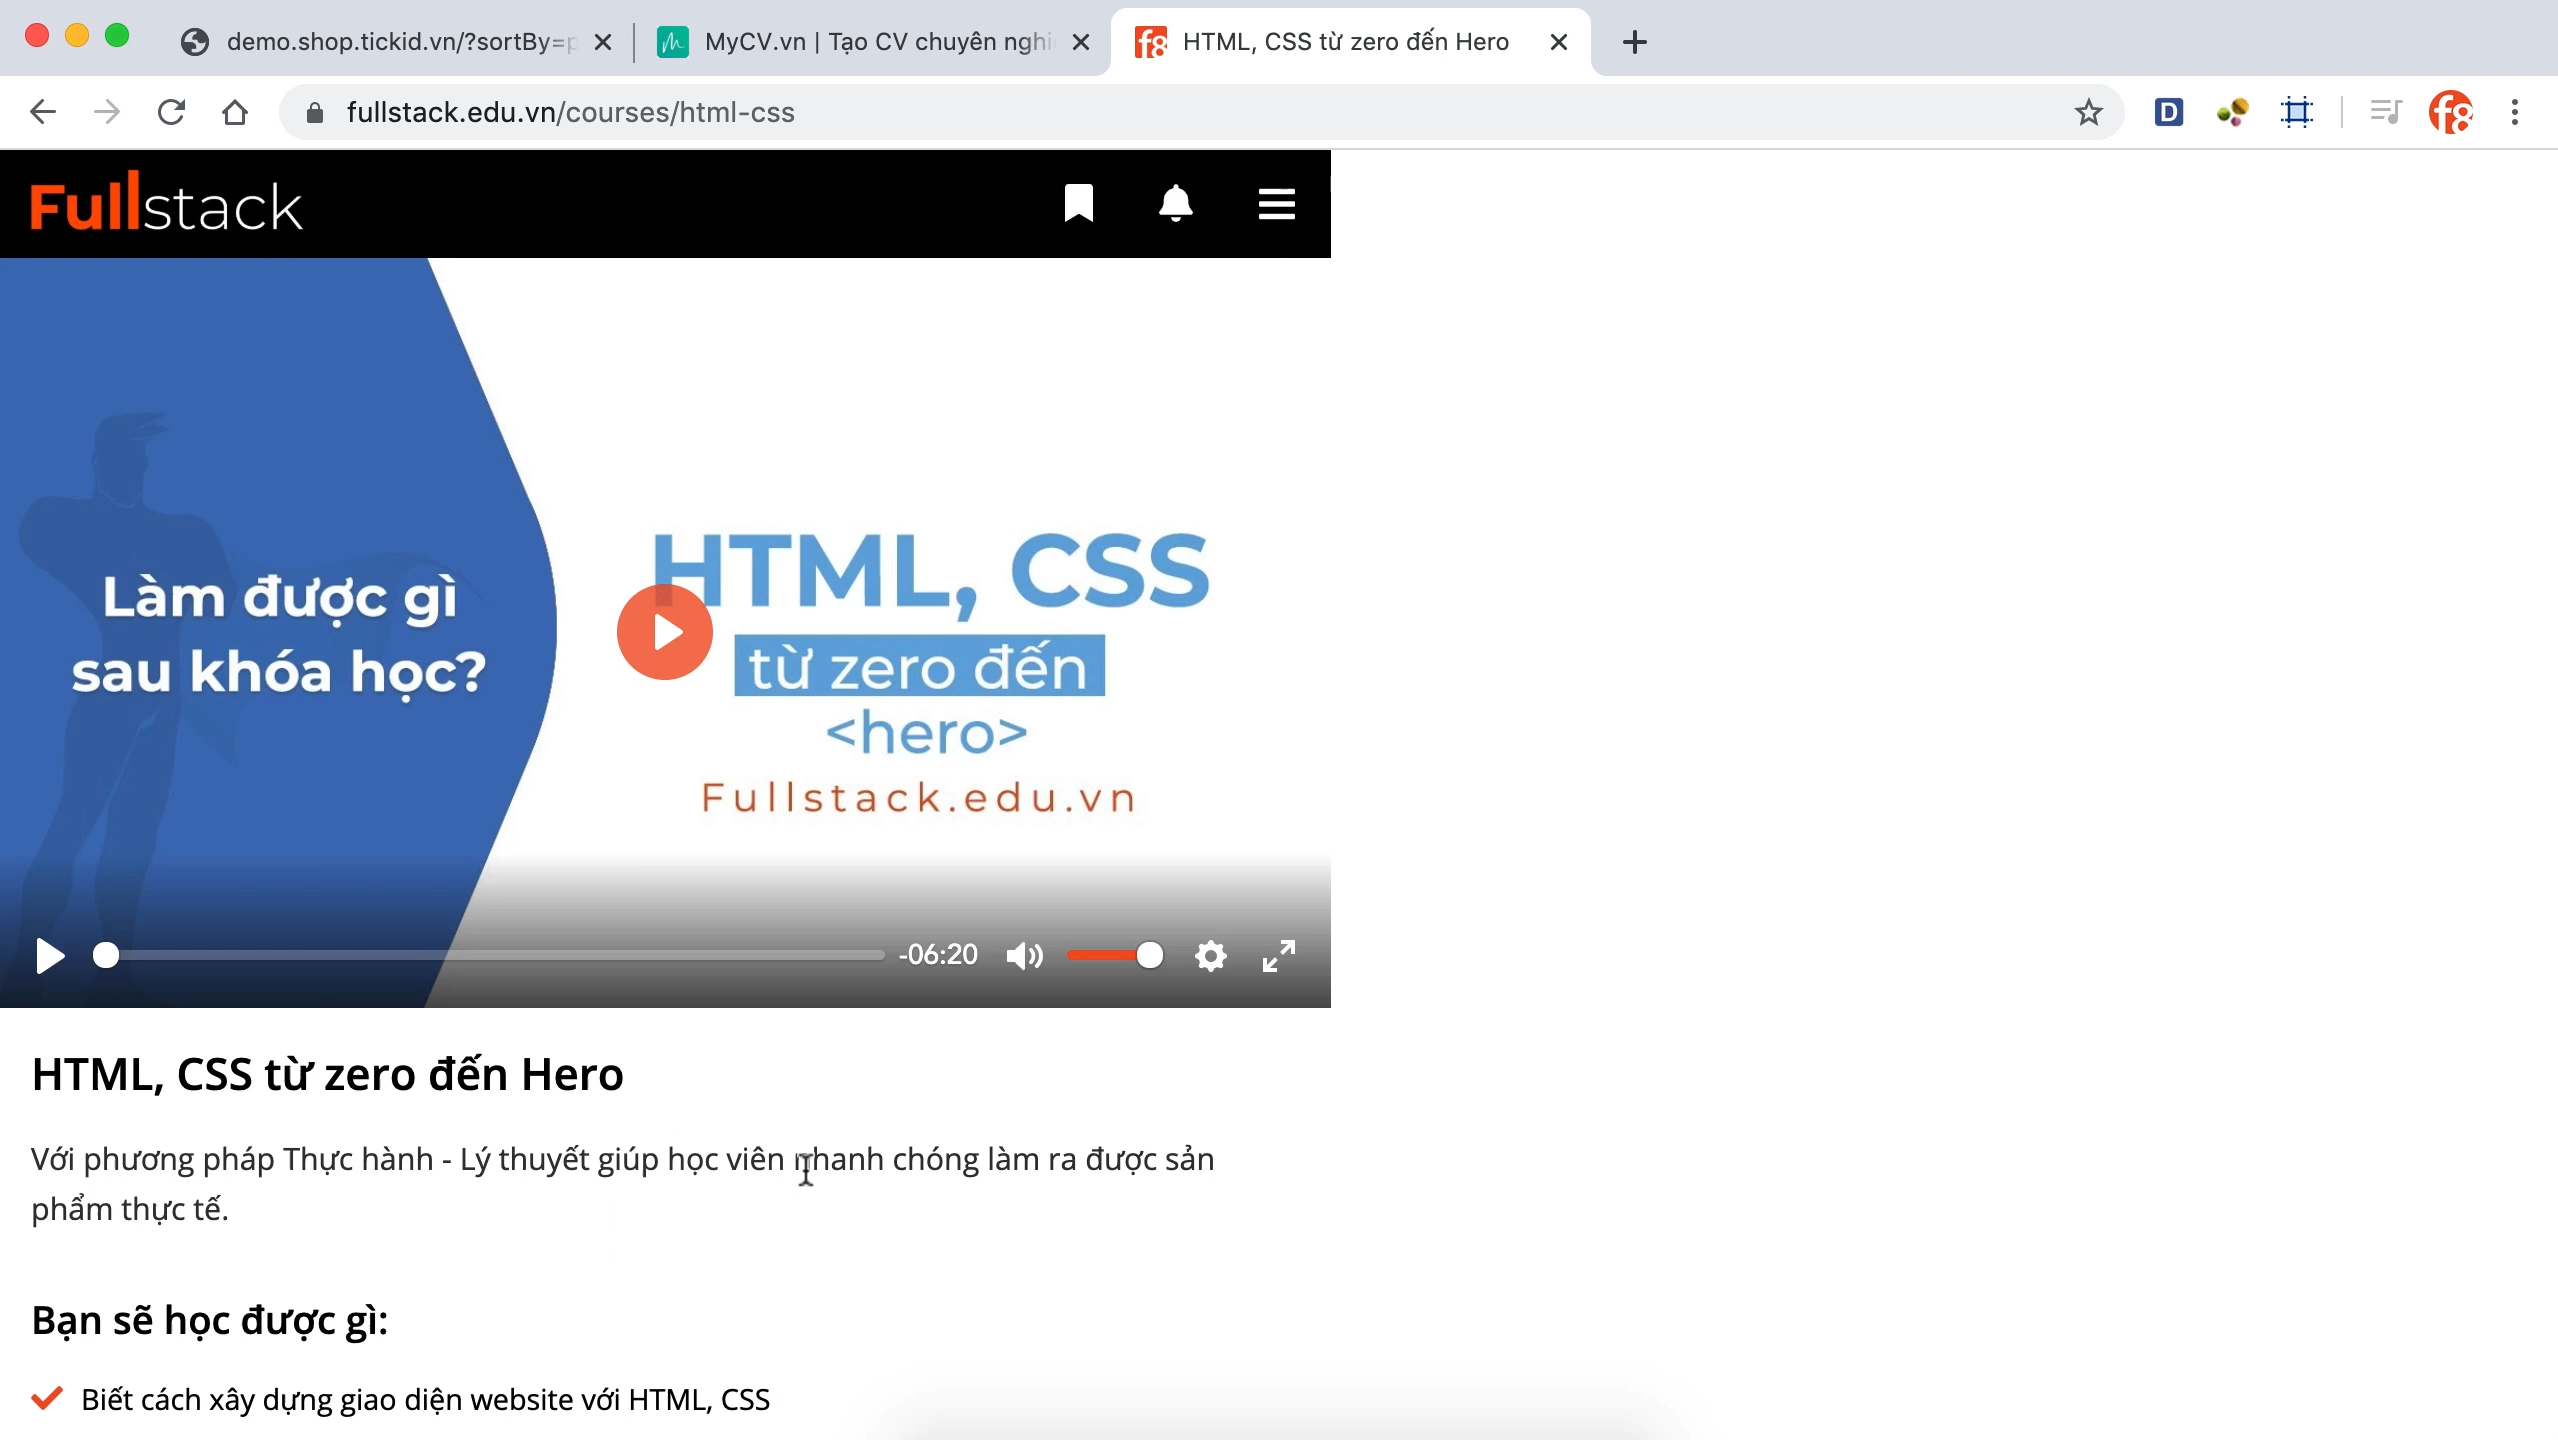 demo.shop.tickid.vn/?sortBy=p
MyCV.vn | Tạo CV chuyên nghi
f8 HTML, CSS từ zero đến Hero
fullstack.edu.vn/courses/html-css
D
f8
Fullstack
Làm được gì
sau khóa học?
HTML, CSS
từ zero đến
<hero>
Fullstack.edu.vn
-06:20
HTML, CSS từ zero đến Hero
Với phương pháp Thực hành - Lý thuyết giúp học viên nhanh chóng làm ra được sản
phẩm thực tế.
Bạn sẽ học được gì:
Biết cách xây dựng giao diện website với HTML, CSS